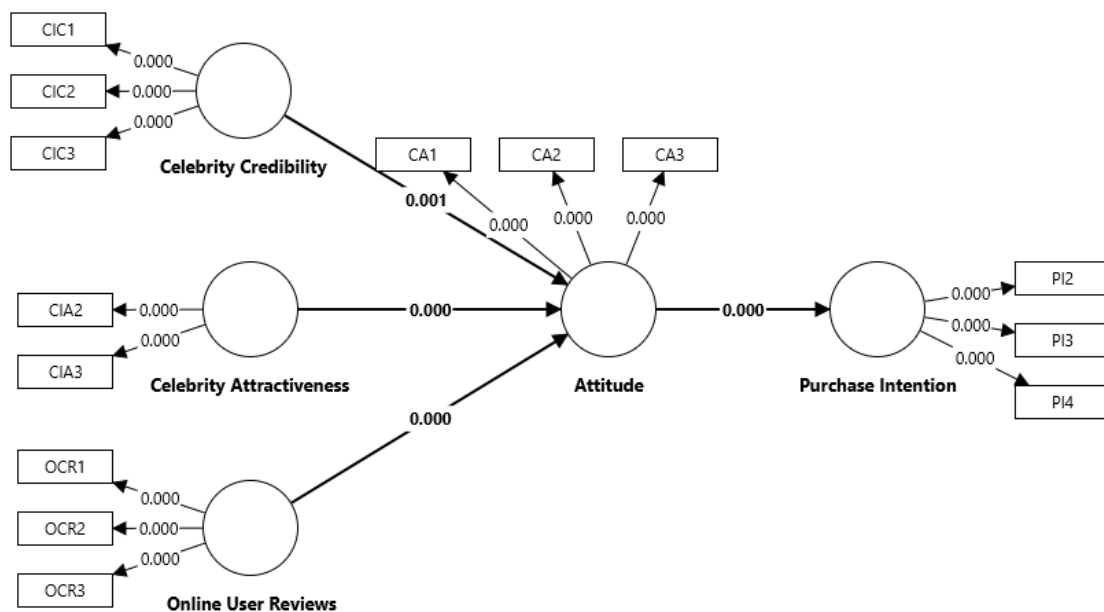 CIC1
0.000
CIC2
0.000
0.000
CIC3
Celebrity Credibility
CA1
CA2
CA3
0.001
0.000
0.000
0.000
CIA2
0.000
0.000
CIA3
Celebrity Attractiveness
0.000
Attitude
0.000
Purchase Intention
0.000
PI2
0.000
PI3
0.000
PI4
0.000
OCR1
0.000
OCR2
0.000
0.000
OCR3
Online User Reviews